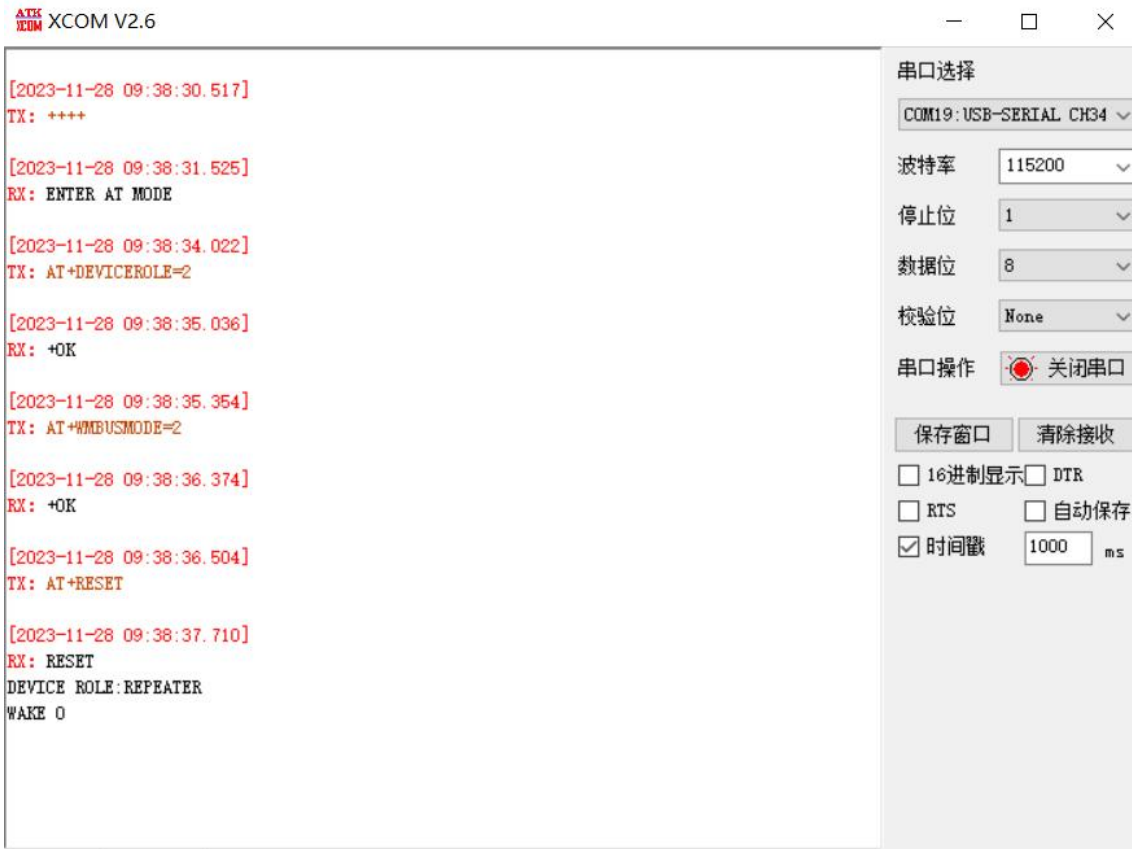 ATK XCOM XCOM V2.6
[2023-11-28 09:38:30.517]
TX: ++++
[2023-11-28 09:38:31.525]
RX: ENTER AT MODE
[2023-11-28 09:38:34.022]
TX: AT+DEVICEROLE=2
[2023-11-28 09:38:35.036]
RX: +OK
[2023-11-28 09:38:35.354]
TX: AT+WMBUSMODE=2
[2023-11-28 09:38:36.374]
RX: +OK
[2023-11-28 09:38:36.504]
TX: AT+RESET
[2023-11-28 09:38:37.710]
RX: RESET
DEVICE ROLE:REPEATER
WAKE O
串口选择
COM19:USB-SERIAL CH34
波特率 115200
停止位 1
数据位 8
校验位 None
串口操作 关闭串口
保存窗口 清除接收
16进制显示 DTR
RTS 自动保存
时间戳 1000 ms